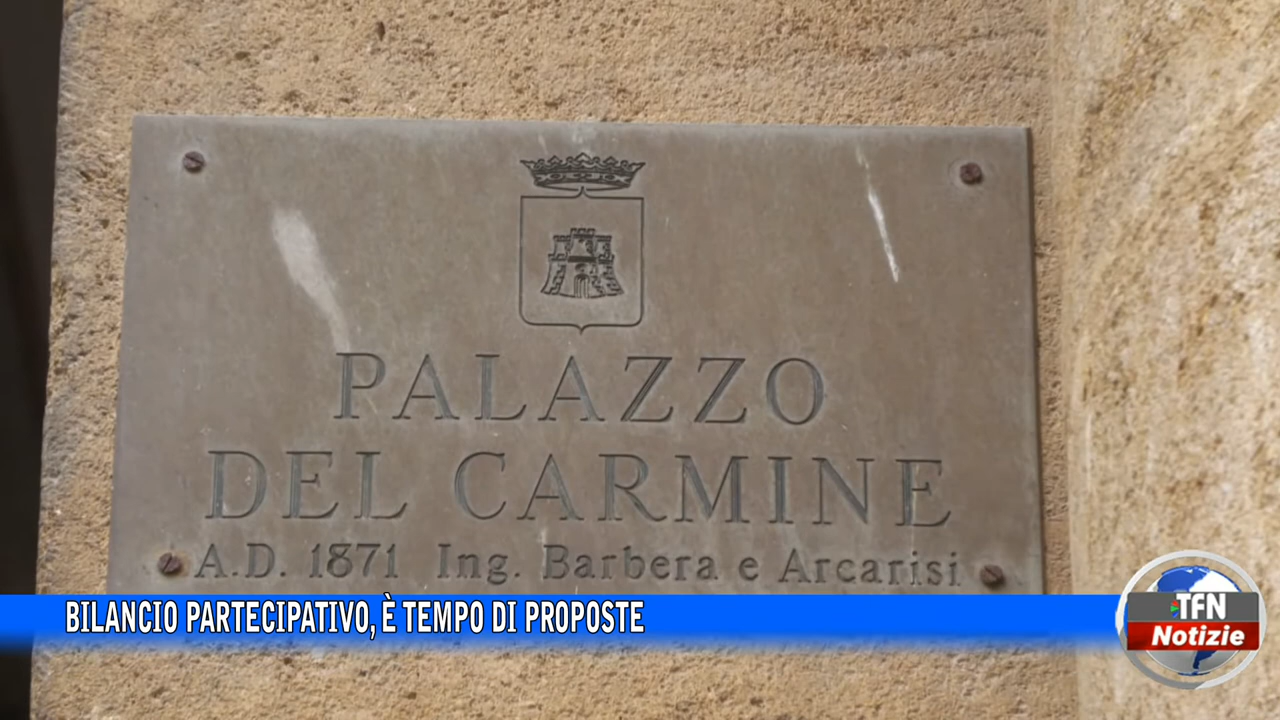 PALAZZO
DEL CARMINE
A.D. 1871 Ing. Barbera e Arcarisi
BILANCIO PARTECIPATIVO, È TEMPO DI PROPOSTE
TFN
Notizie